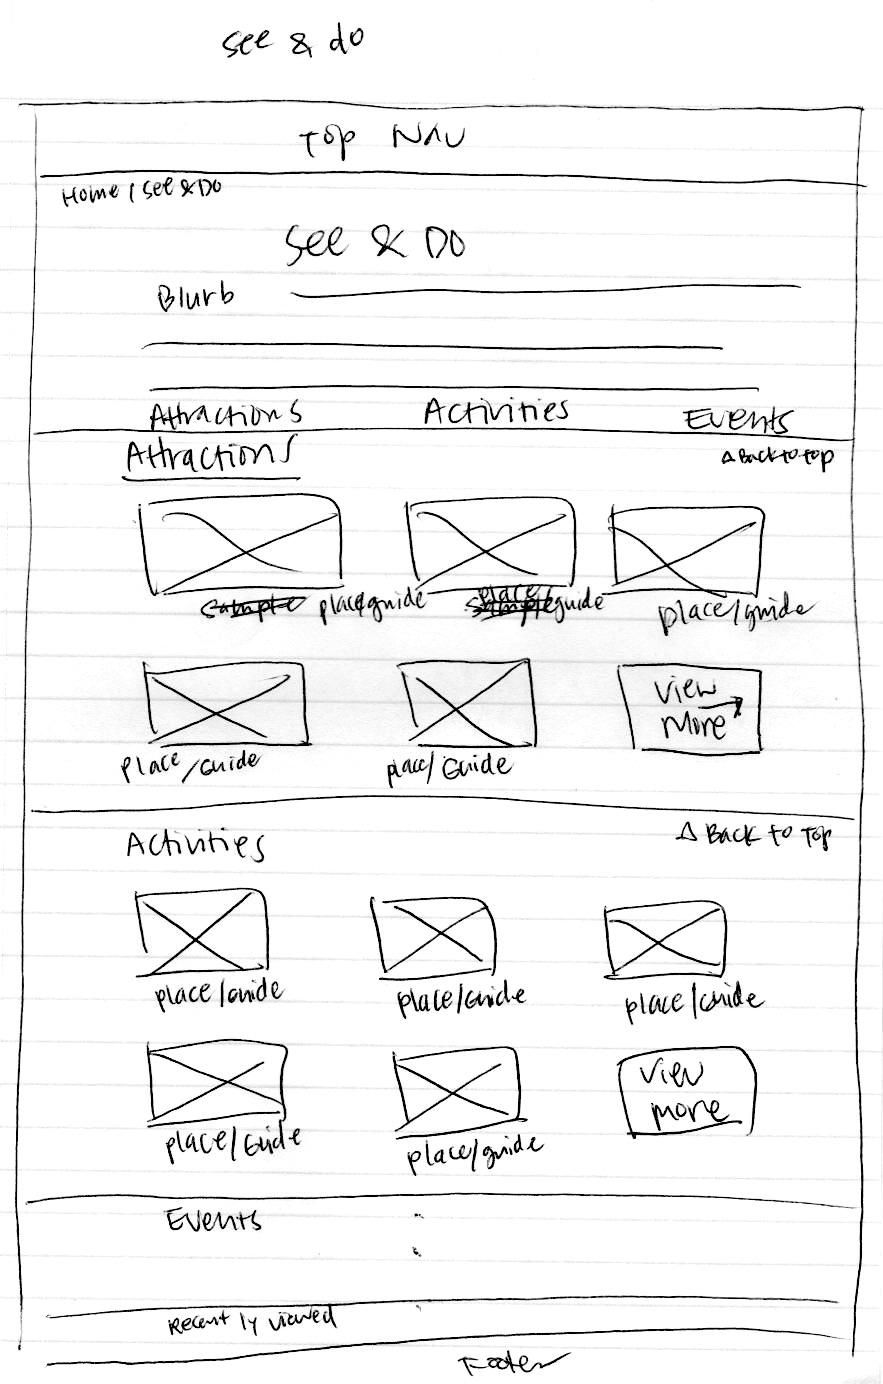 see & do
Top NAV
Home / See & Do
See & Do
Blurb
Attractions Activities Events
Attractions Back to top
sample place/guide sample place/guide place/guide
place/Guide place/Guide View More
Activities Back to Top
place/Guide place/Guide place/Guide
place/Guide place/guide View more
Events
Recently viewed
Footer